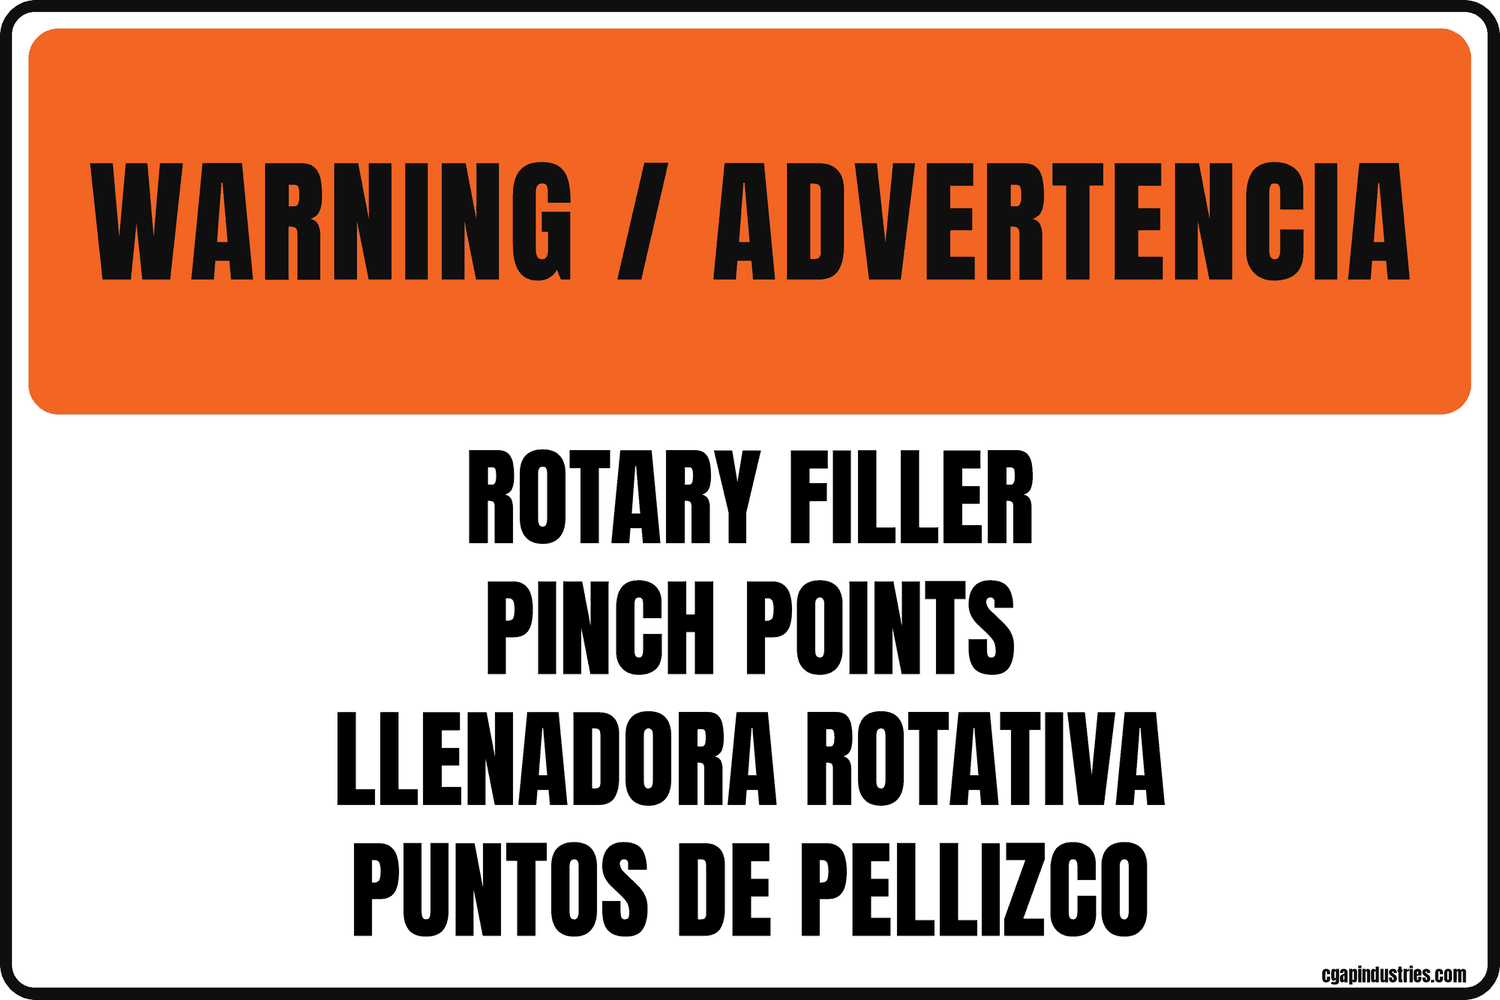 WARNING / ADVERTENCIA
ROTARY FILLER
PINCH POINTS
LLENADORA ROTATIVA
PUNTOS DE PELLIZCO
cgapindustries.com